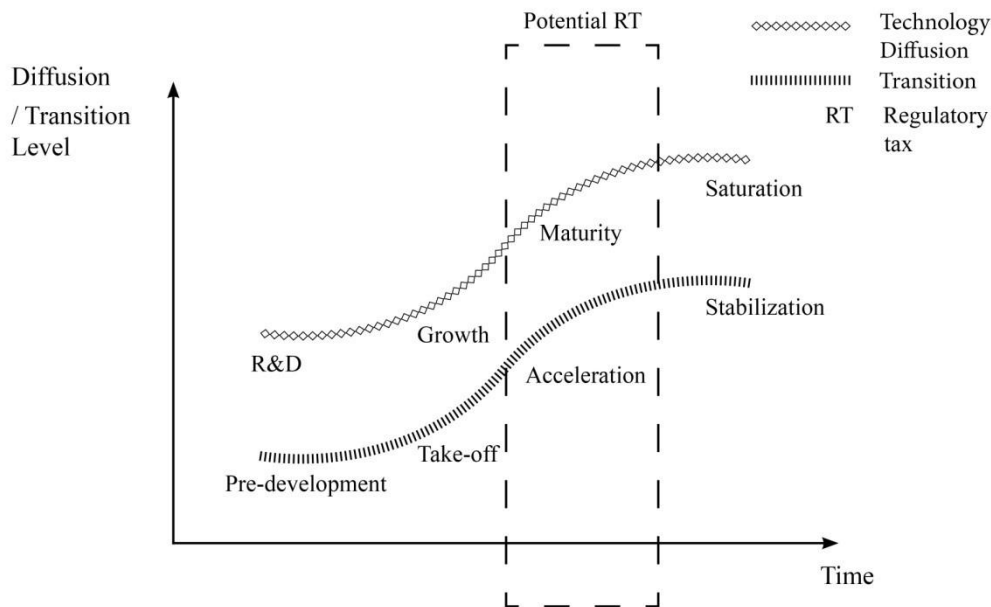 Potential RT
Technology
Diffusion
Transition
RT Regulatory
tax
Diffusion
/ Transition
Level
Saturation
Maturity
Growth
R&D
Stabilization
Acceleration
Take-off
Pre-development
Time